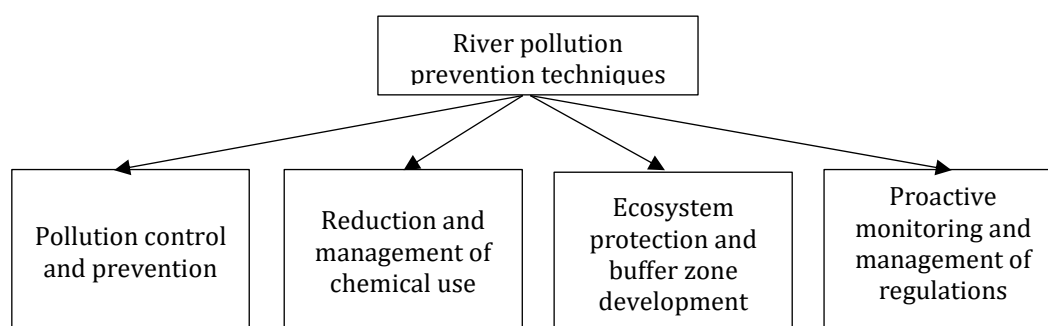 River pollution
prevention techniques
Pollution control
and prevention
Reduction and
management of
chemical use
Ecosystem
protection and
buffer zone
development
Proactive
monitoring and
management of
regulations